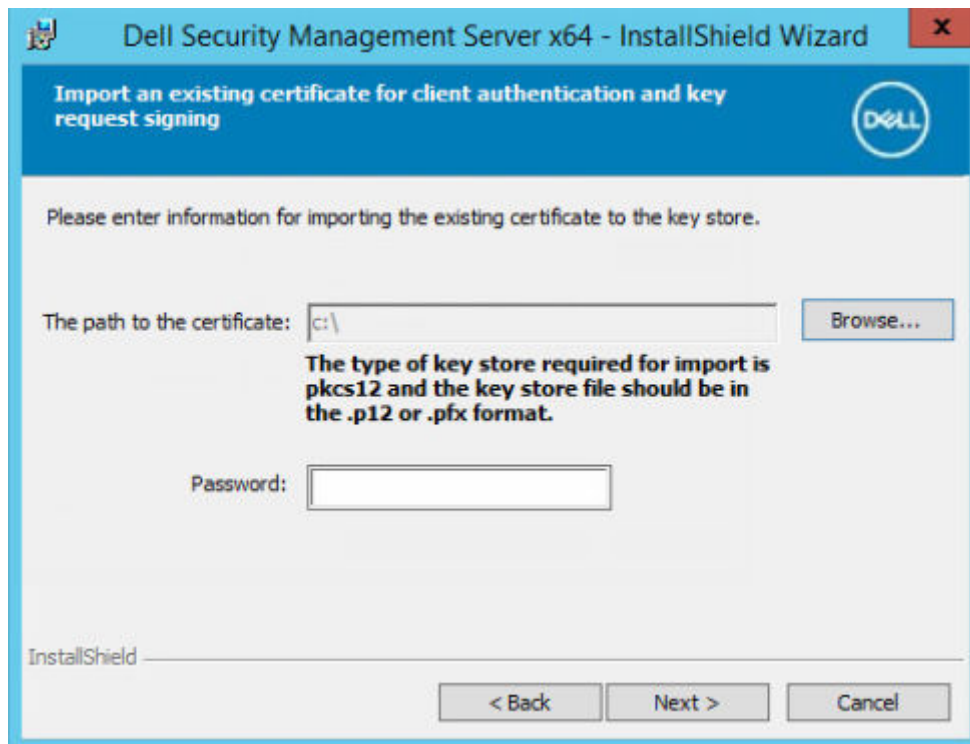 Dell Security Management Server x64 - InstallShield Wizard
x
Import an existing certificate for client authentication and key
request signing
DELL
Please enter information for importing the existing certificate to the key store.
The path to the certificate: c:\ Browse...
The type of key store required for import is
pkcs12 and the key store file should be in
the .p12 or .pfx format.
Password:
InstallShield
< Back Next > Cancel